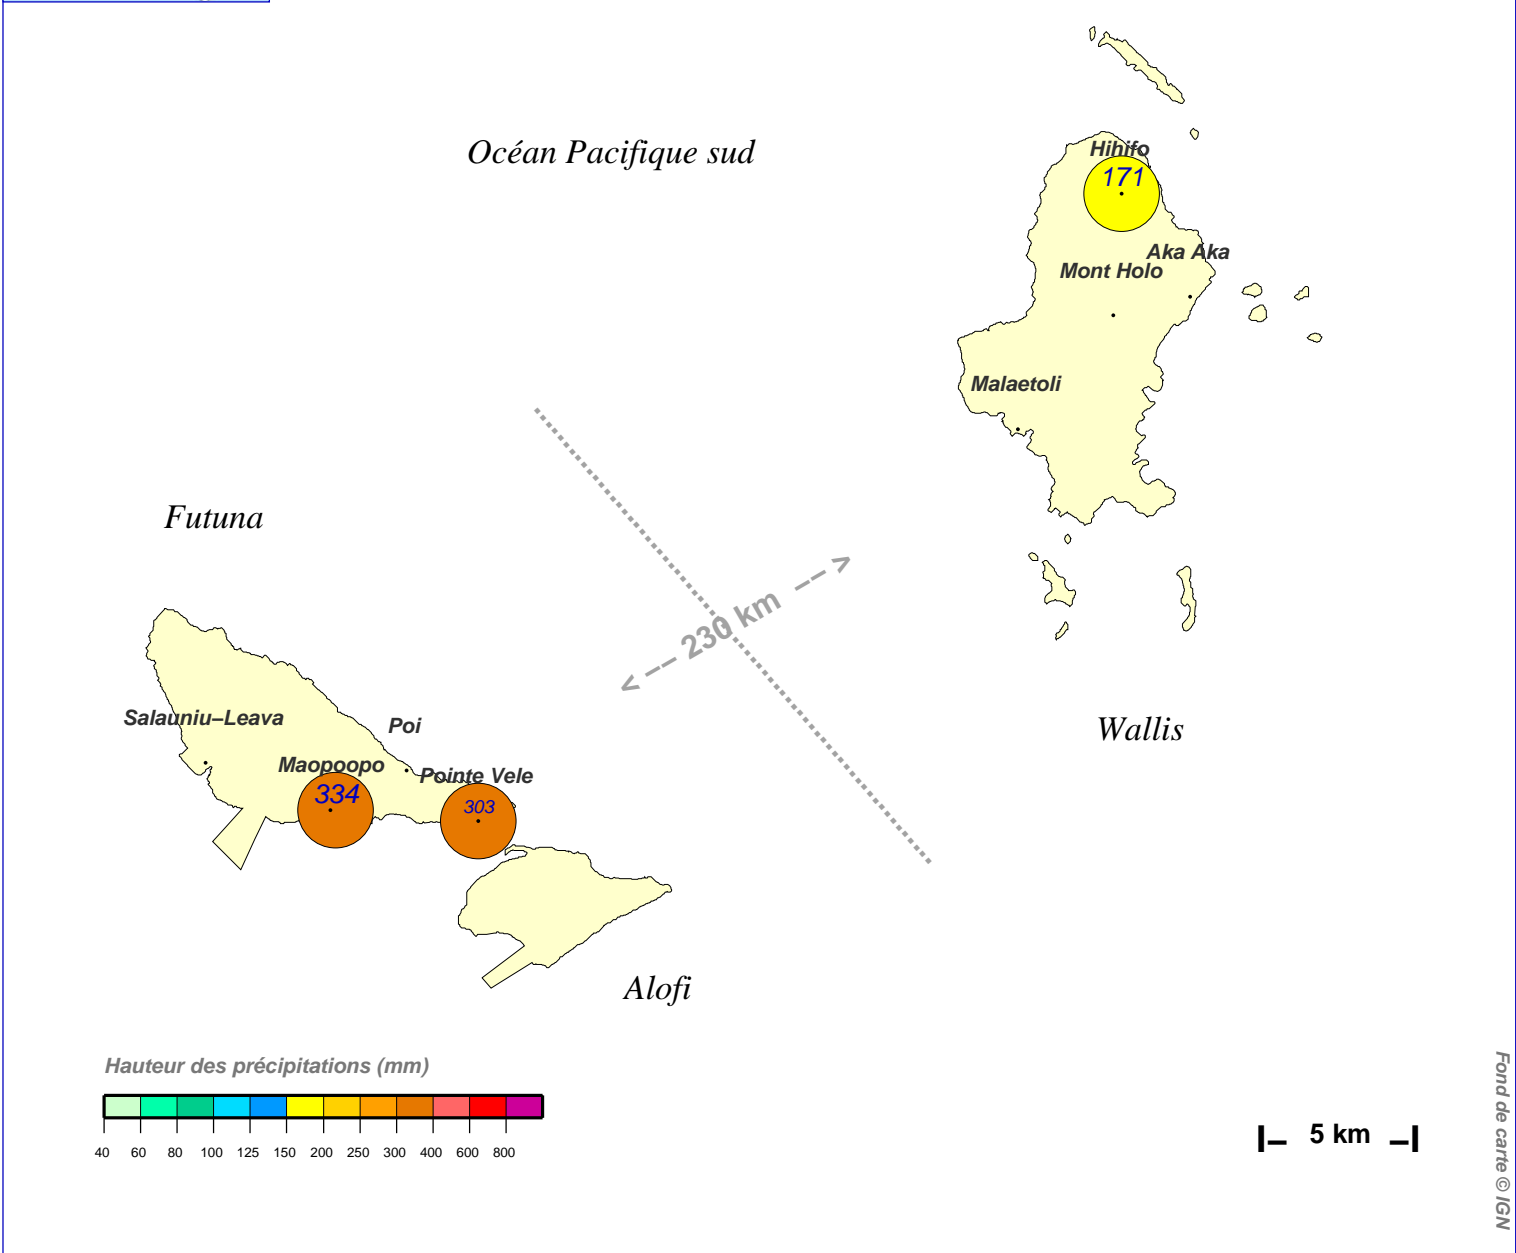 Hihifo
171
Océan Pacifique sud
Aka Aka
Mont Holo
Malaetoli
Futuna
230 km
Salauniu–Leava
Poi
Wallis
Maopoopo
Pointe Vele
334
303
Alofi
Hauteur des précipitations (mm)
40 60 80 100 125 150 200 250 300 400 600 800
5 km
Fond de carte © IGN